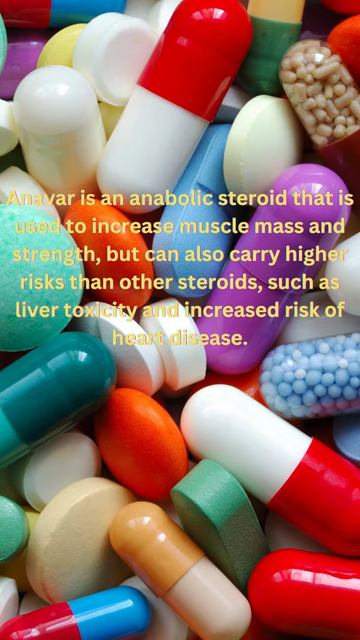 Anavar is an anabolic steroid that is
used to increase muscle mass and
strength, but can also carry higher
risks than other steroids, such as
liver toxicity and increased risk of
heart disease.